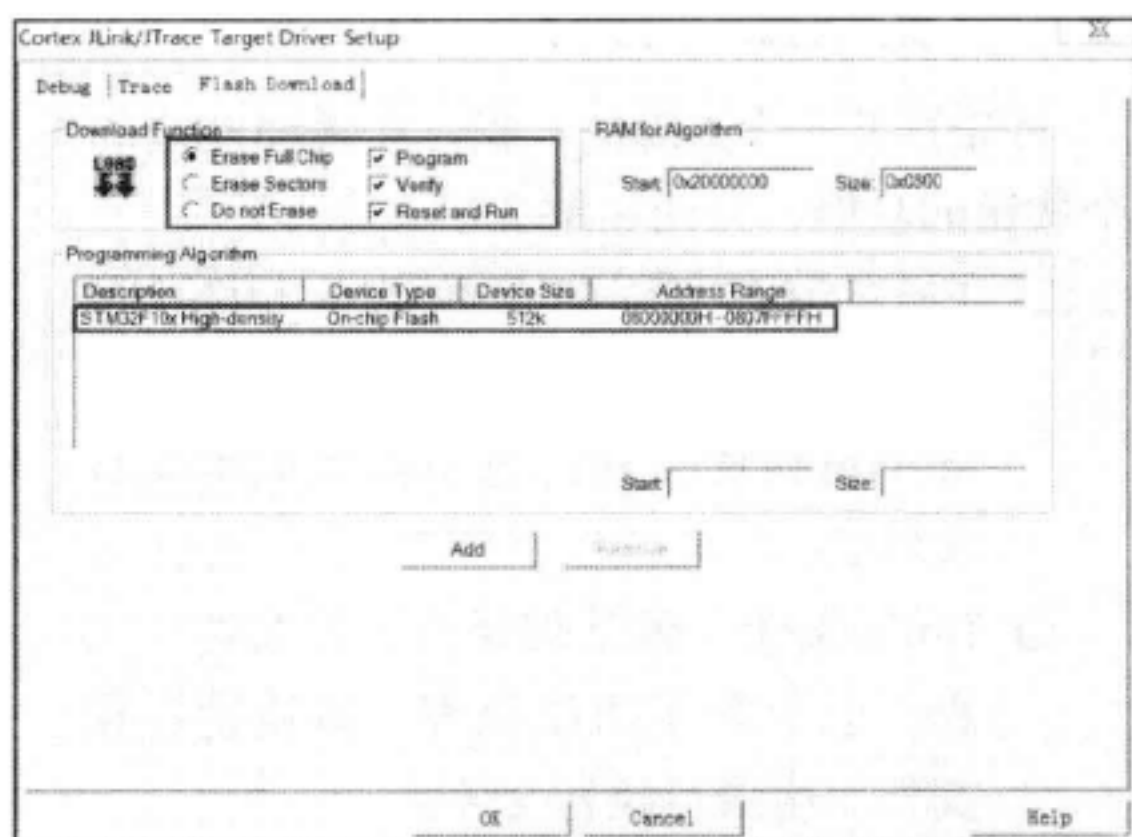 Cortex JLink/JTrace Target Driver Setup
Debug Trace Flash Download
Download Function
LOAD
Erase Full Chip Program
Erase Sectors Verify
Do not Erase Reset and Run
RAM for Algorithm
Start: 0x20000000 Size:
Programming Algorithm
Description Device Type Device Size Address Range
STM32F10x High-density On-chip Flash 512k 08000000H - 0807FFFFH
Start: Size:
Add Remove
OK Cancel Help